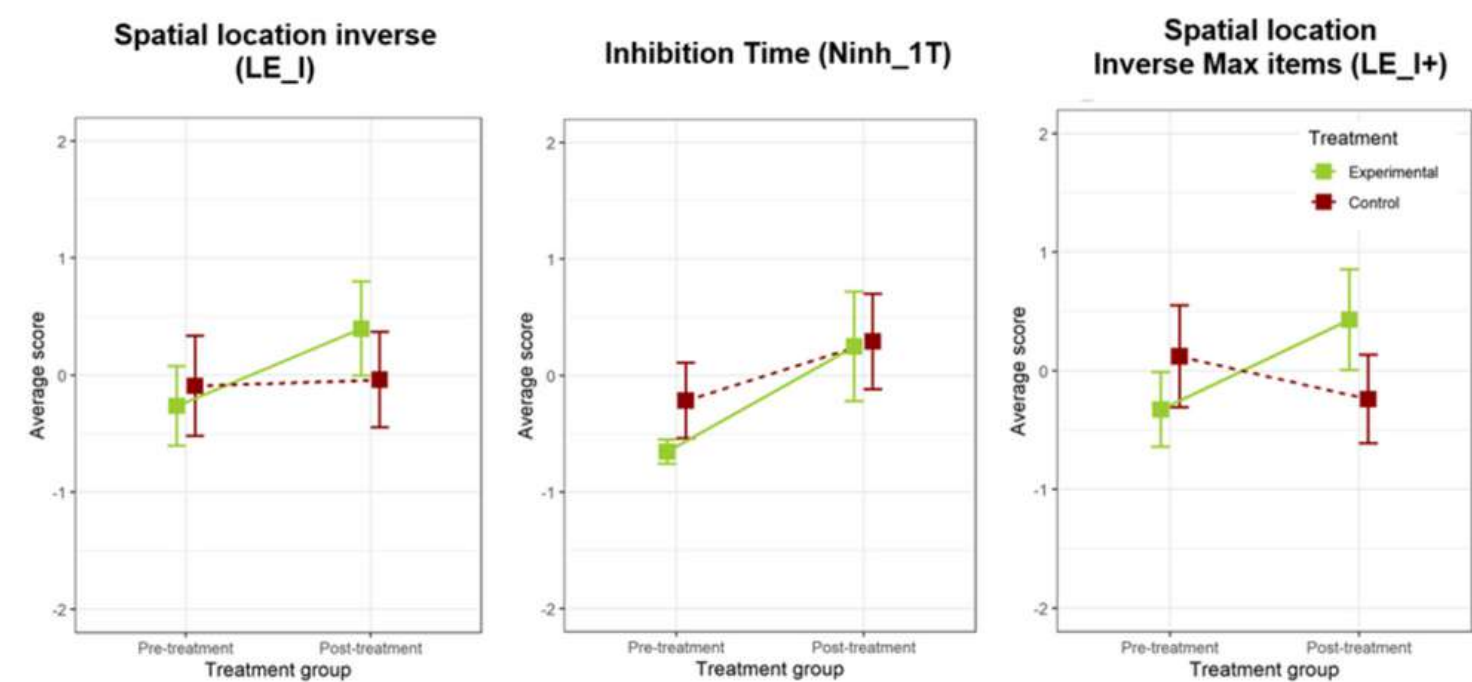 Spatial location inverse
(LE_I)
2
1
0
-1
-2
Average score
Pre-treatment
Post-treatment
Treatment group
Inhibition Time (Ninh_1T)
2
1
0
-1
-2
Average score
Pre-treatment
Post-treatment
Treatment group
Spatial location
Inverse Max items (LE_I+)
2
1
0
-1
-2
Average score
Treatment
Experimental
Control
Pre-treatment
Post-treatment
Treatment group